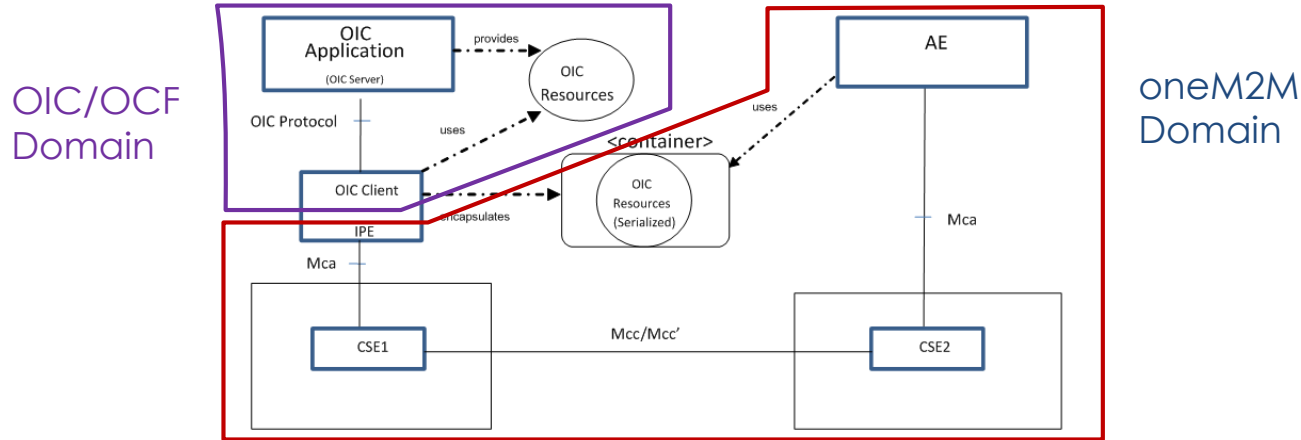 OIC/OCF
Domain
OIC
Application
(OIC Server)
provides
OIC
Resources
OIC Protocol
uses
OIC Client
encapsulates
IPE
Mca
<container>
OIC
Resources
(Serialized)
uses
AE
Mca
oneM2M
Domain
CSE1
Mcc/Mcc’
CSE2